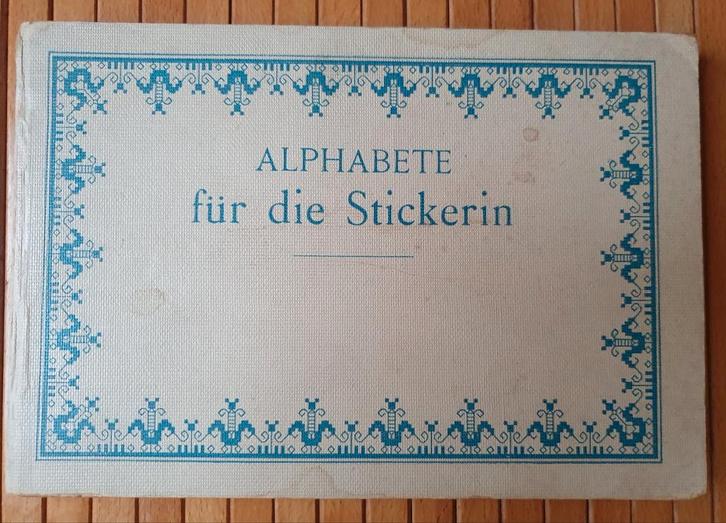 ALPHABETE
für die Stickerin